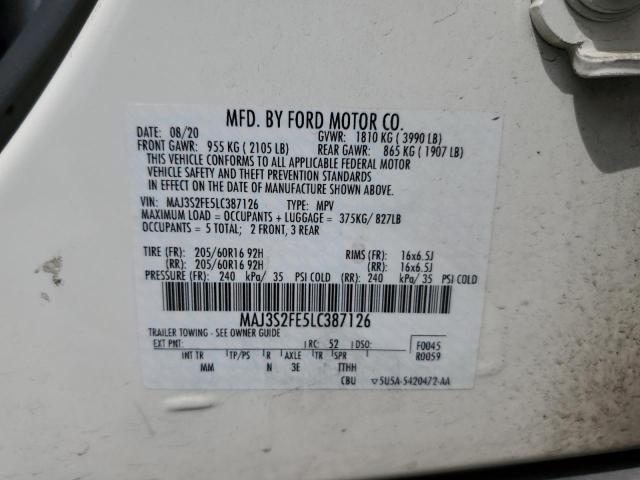 MFD. BY FORD MOTOR CO.
DATE: 08/20 GVWR: 1810 KG ( 3990 LB)
FRONT GAWR: 955 KG ( 2105 LB) REAR GAWR: 865 KG ( 1907 LB)
THIS VEHICLE CONFORMS TO ALL APPLICABLE FEDERAL MOTOR
VEHICLE SAFETY AND THEFT PREVENTION STANDARDS
IN EFFECT ON THE DATE OF MANUFACTURE SHOWN ABOVE.
VIN: MAJ3S2FE5LC387126 TYPE: MPV
MAXIMUM LOAD = OCCUPANTS + LUGGAGE = 375KG/ 827LB
OCCUPANTS = 5 TOTAL; 2 FRONT, 3 REAR
TIRE (FR): 205/60R16 92H RIMS (FR): 16x6.5J
(RR): 205/60R16 92H (RR): 16x6.5J
PRESSURE (FR): 240 kPa/ 35 PSI COLD (RR): 240 kPa/ 35 PSI COLD
MAJ3S2FE5LC387126
TRAILER TOWING - SEE OWNER GUIDE
EXT PNT: RC: 52 DSO: F0045
INT TR TP/PS R AXLE TR SPR R0059
MM N 3E ITHH
CBU ▽5U5A-5420472-AA